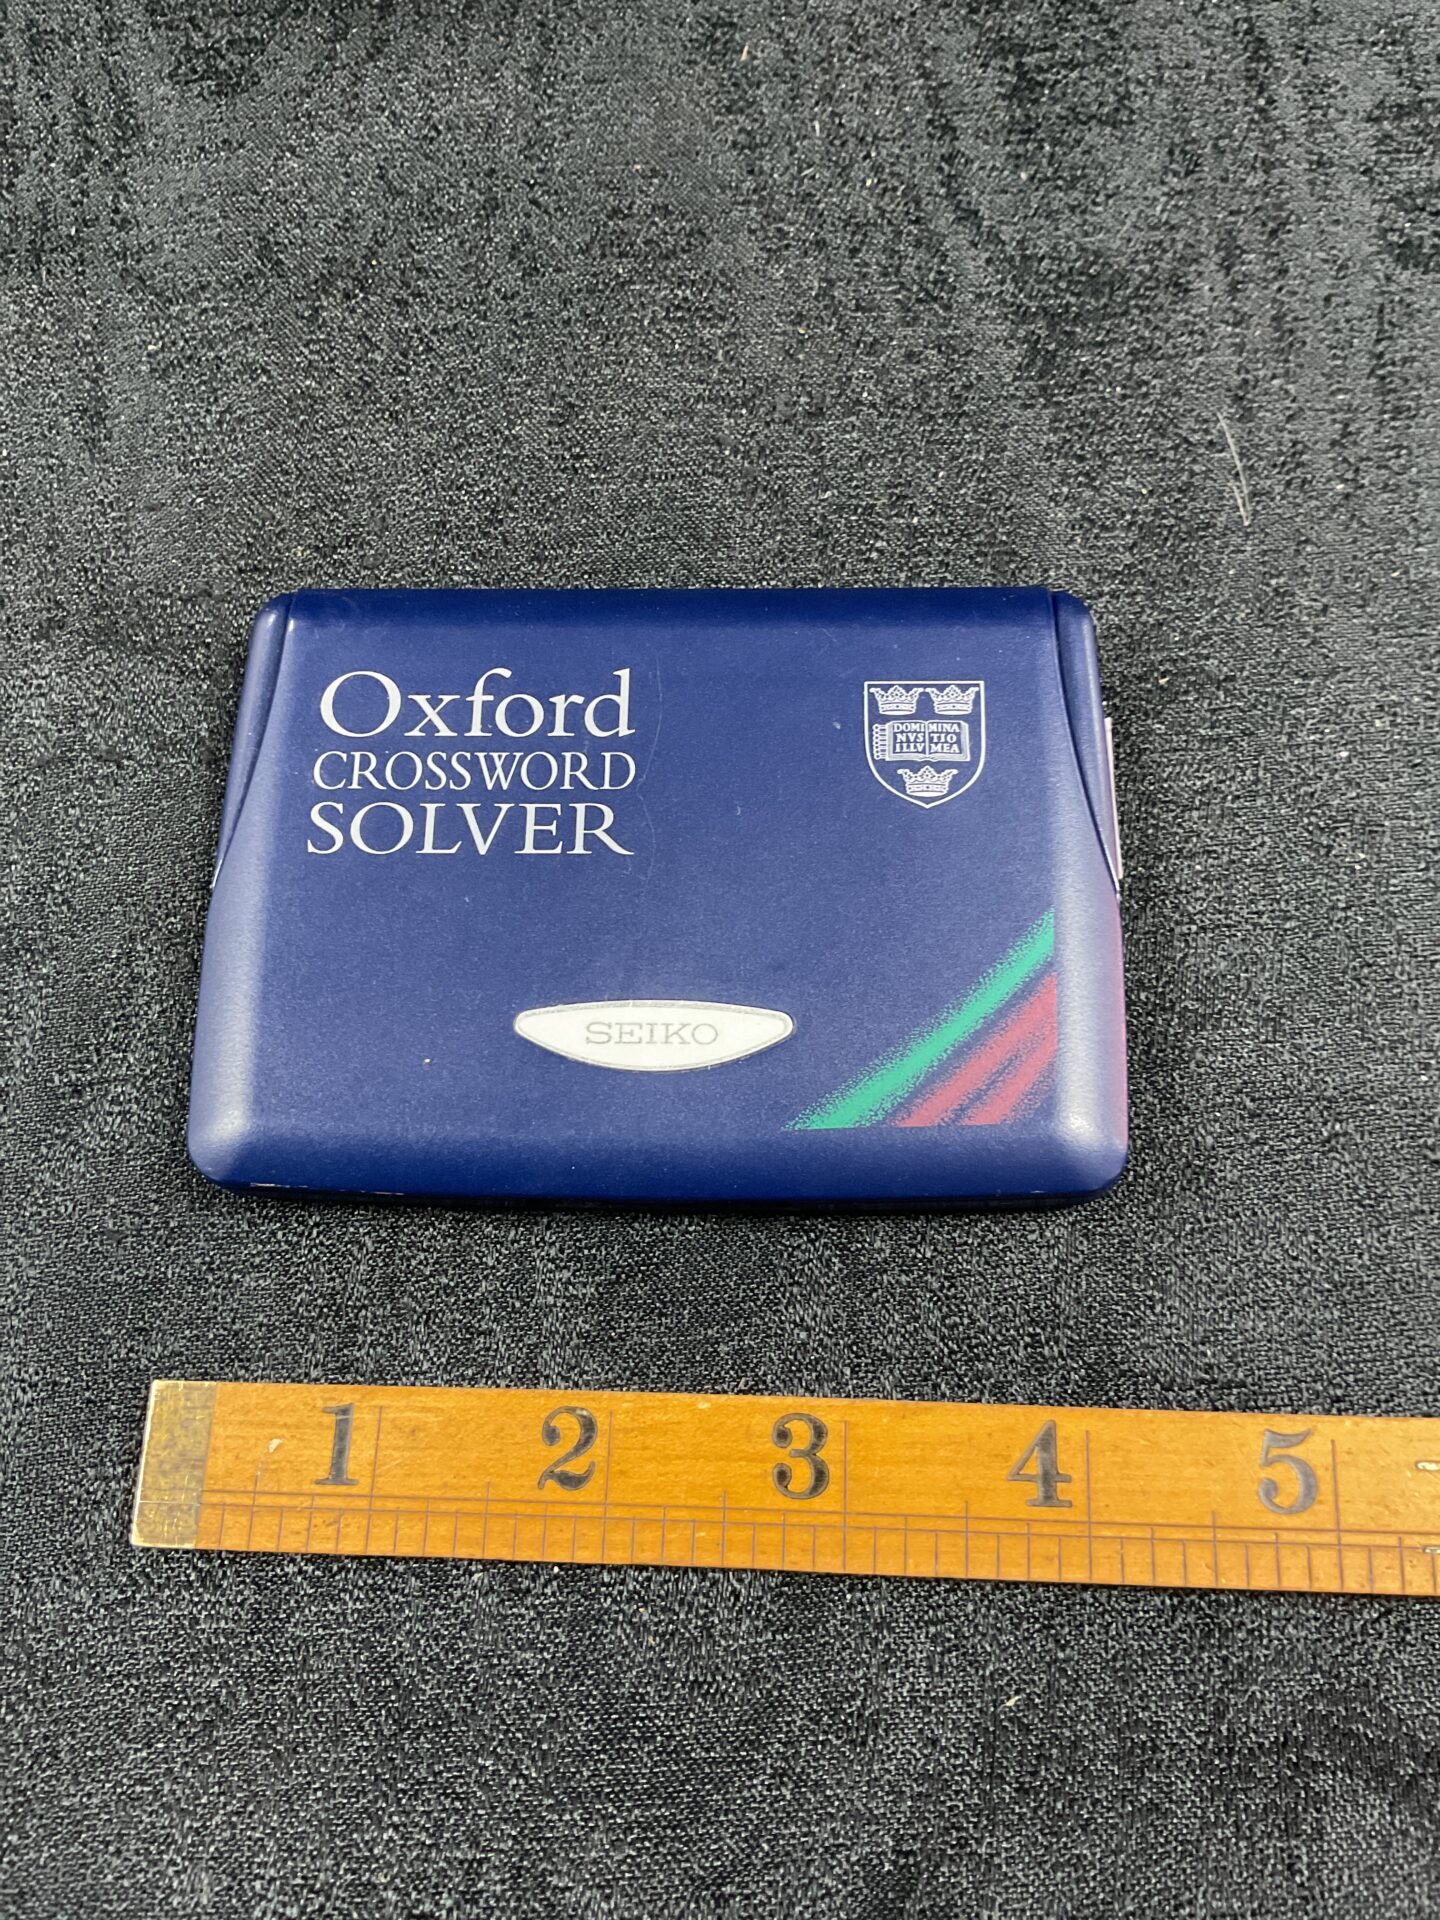 Oxford
CROSSWORD
SOLVER
DOMI MINA
NVS TIO
ILLV MEA
SEIKO
1 2 3 4 5